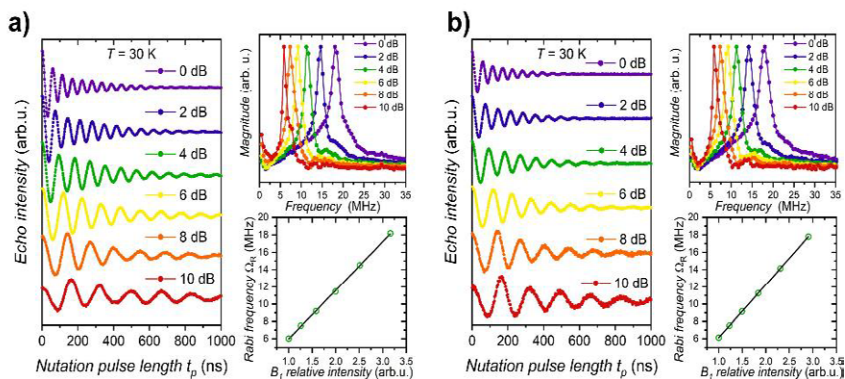 a)
T = 30 K
0 dB
2 dB
4 dB
6 dB
8 dB
10 dB
Echo intensity (arb.u.)
0 200 400 600 800 1000
Nutation pulse length tp (ns)
0 dB
2 dB
4 dB
6 dB
8 dB
10 dB
Magnitude (arb. u.)
0 5 10 15 20 25 30 35
Frequency (MHz)
20
18
16
14
12
10
8
6
4
Rabi frequency ΩR (MHz)
1.0 1.5 2.0 2.5 3.0 3.5
B1 relative intensity (arb.u.)
b)
T = 30 K
0 dB
2 dB
4 dB
6 dB
8 dB
10 dB
Echo intensity (arb.u.)
0 200 400 600 800 1000
Nutation pulse length tp (ns)
0 dB
2 dB
4 dB
6 dB
8 dB
10 dB
Magnitude (arb. u.)
0 5 10 15 20 25 30 35
Frequency (MHz)
20
18
16
14
12
10
8
6
4
Rabi frequency ΩR (MHz)
1.0 1.5 2.0 2.5 3.0 3.5
B1 relative intensity (arb.u.)